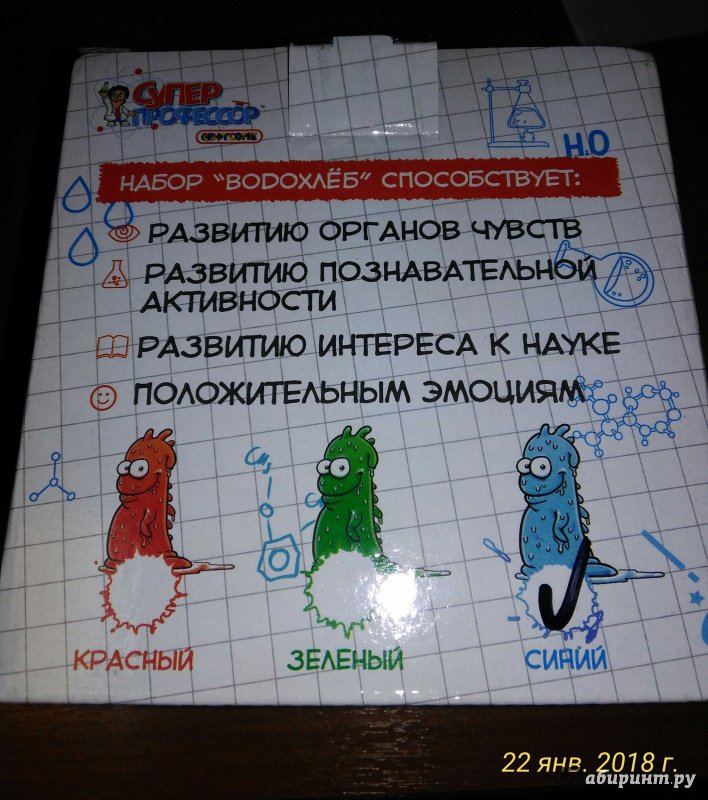 СУПЕР
ПРОФЕССОР
H₂O
НАБОР "ВОДОХЛЁБ" СПОСОБСТВУЕТ:
РАЗВИТИЮ ОРГАНОВ ЧУВСТВ
РАЗВИТИЮ ПОЗНАВАТЕЛЬНОЙ
АКТИВНОСТИ
РАЗВИТИЮ ИНТЕРЕСА К НАУКЕ
ПОЛОЖИТЕЛЬНЫМ ЭМОЦИЯМ
CH₃
КРАСНЫЙ
ЗЕЛЕНЫЙ
СИНИЙ
22 янв. 2018 г.
абиринт.ру